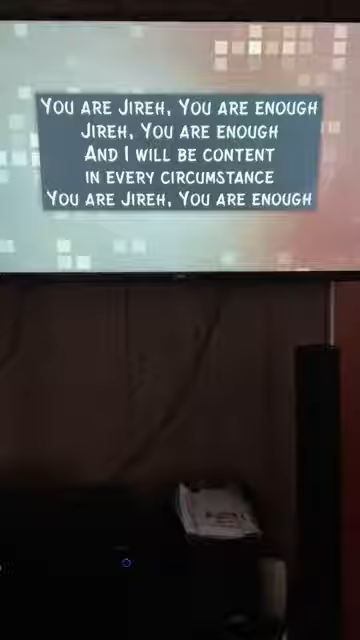 You are Jireh, You are enough
Jireh, You are enough
And I will be content
in every circumstance
You are Jireh, You are enough